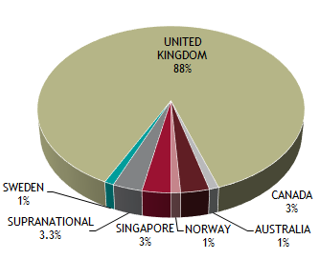 UNITED
KINGDOM
88%
SWEDEN
1%
SUPRANATIONAL
3.3%
SINGAPORE
3%
NORWAY
1%
AUSTRALIA
1%
CANADA
3%